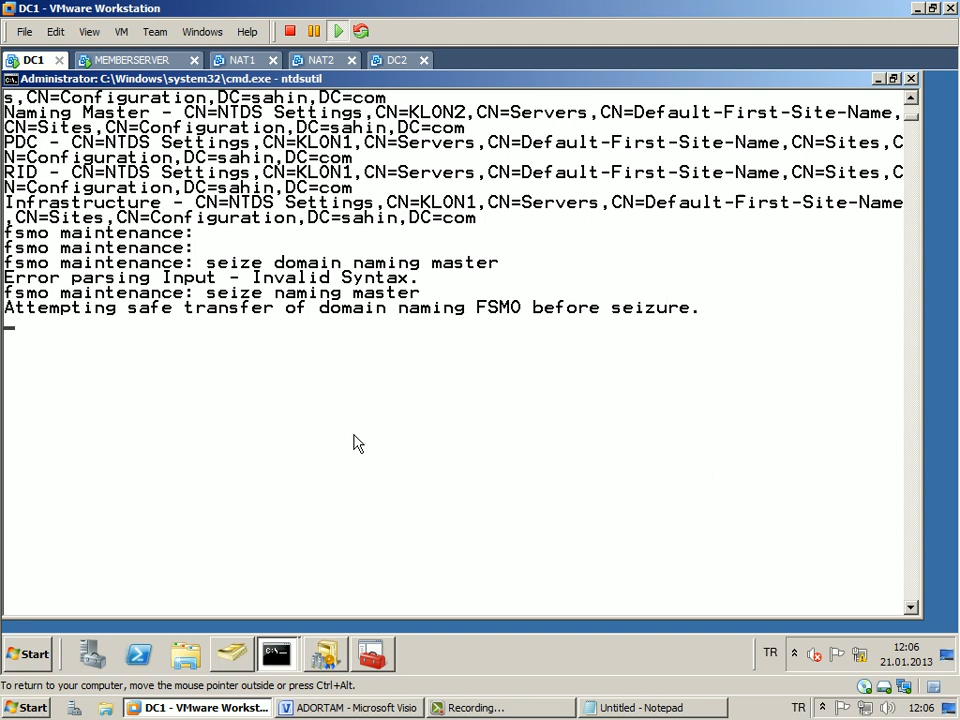 DC1 - VMware Workstation
File Edit View VM Team Windows Help
DC1 MEMBERSERVER NAT1 NAT2 DC2
Administrator: C:\Windows\system32\cmd.exe - ntdsutil
s,CN=Configuration,DC=sahin,DC=com
Naming Master - CN=NTDS Settings,CN=KLON2,CN=Servers,CN=Default-First-Site-Name,
CN=Sites,CN=Configuration,DC=sahin,DC=com
PDC - CN=NTDS Settings,CN=KLON1,CN=Servers,CN=Default-First-Site-Name,CN=Sites,C
N=Configuration,DC=sahin,DC=com
RID - CN=NTDS Settings,CN=KLON1,CN=Servers,CN=Default-First-Site-Name,CN=Sites,C
N=Configuration,DC=sahin,DC=com
Infrastructure - CN=NTDS Settings,CN=KLON1,CN=Servers,CN=Default-First-Site-Name
,CN=Sites,CN=Configuration,DC=sahin,DC=com
fsmo maintenance:
fsmo maintenance:
fsmo maintenance: seize domain naming master
Error parsing Input - Invalid Syntax.
fsmo maintenance: seize naming master
Attempting safe transfer of domain naming FSMO before seizure.
Start TR 12:06
21.01.2013
To return to your computer, move the mouse pointer outside or press Ctrl+Alt.
Start DC1 - VMware Workst... ADORTAM - Microsoft Visio Recording... Untitled - Notepad TR 12:06